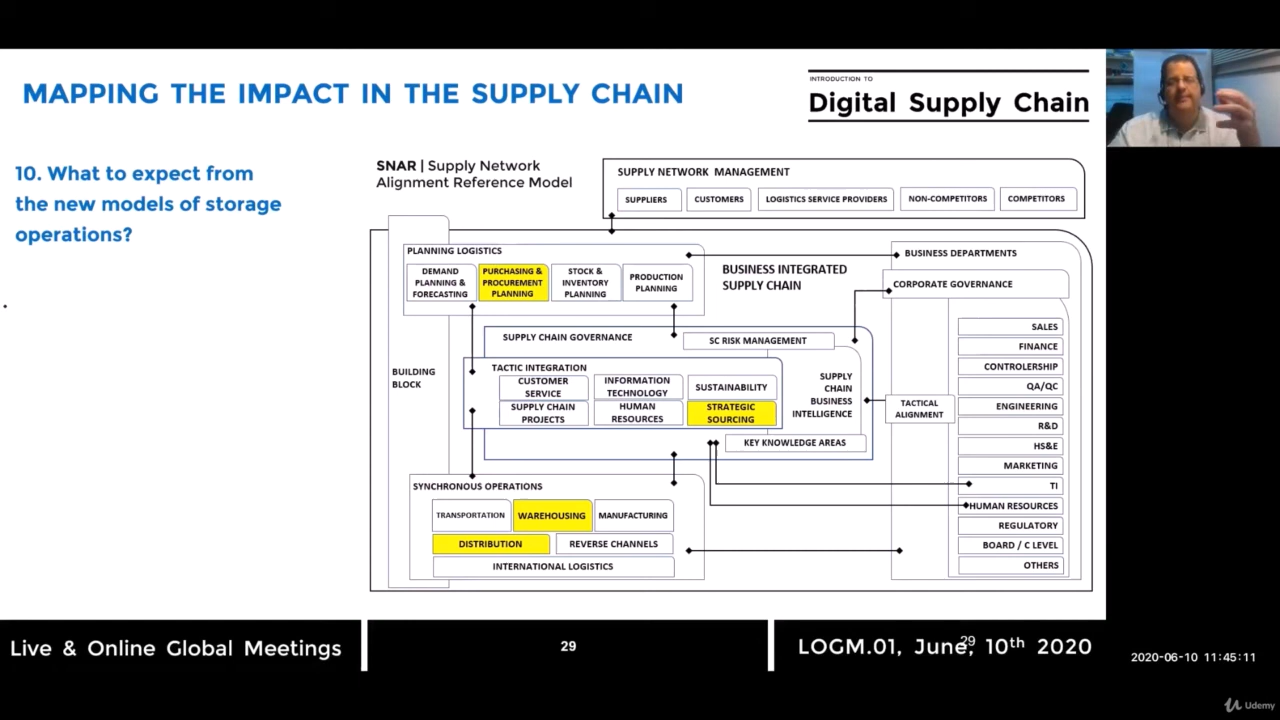 MAPPING THE IMPACT IN THE SUPPLY CHAIN
INTRODUCTION TO
Digital Supply Chain
10. What to expect from
the new models of storage
operations?
SNAR | Supply Network
Alignment Reference Model
SUPPLY NETWORK MANAGEMENT
SUPPLIERS
CUSTOMERS
LOGISTICS SERVICE PROVIDERS
NON-COMPETITORS
COMPETITORS
PLANNING LOGISTICS
DEMAND
PLANNING &
FORECASTING
PURCHASING &
PROCUREMENT
PLANNING
STOCK &
INVENTORY
PLANNING
PRODUCTION
PLANNING
BUSINESS INTEGRATED
SUPPLY CHAIN
BUSINESS DEPARTMENTS
CORPORATE GOVERNANCE
SUPPLY CHAIN GOVERNANCE
SC RISK MANAGEMENT
TACTIC INTEGRATION
CUSTOMER
SERVICE
INFORMATION
TECHNOLOGY
SUSTAINABILITY
SUPPLY CHAIN
PROJECTS
HUMAN
RESOURCES
STRATEGIC
SOURCING
SUPPLY
CHAIN
BUSINESS
INTELLIGENCE
KEY KNOWLEDGE AREAS
BUILDING
BLOCK
TACTICAL
ALIGNMENT
SALES
FINANCE
CONTROLERSHIP
QA/QC
ENGINEERING
R&D
HS&E
MARKETING
TI
HUMAN RESOURCES
REGULATORY
BOARD / C LEVEL
OTHERS
SYNCHRONOUS OPERATIONS
TRANSPORTATION
WAREHOUSING
MANUFACTURING
DISTRIBUTION
REVERSE CHANNELS
INTERNATIONAL LOGISTICS
Live & Online Global Meetings
29
LOGM.01, June, 10th 2020
29
2020-06-10 11:45:11
Udemy